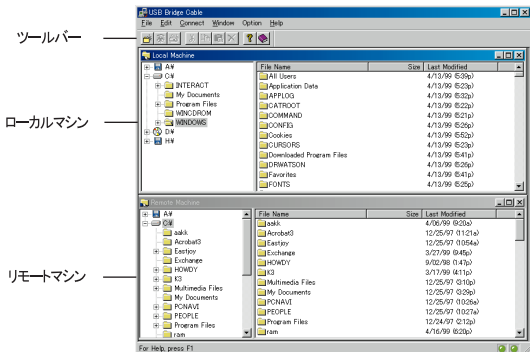 USB Bridge Cable
File Edit Connect Window Option Help
ツールバー
Local Machine
A:¥
C:¥
INTERACT
My Documents
Program Files
WINCDROM
WINDOWS
D:¥
H:¥
File Name Size Last Modified
All Users 4/13/99 (5:39p)
Application Data 4/13/99 (5:23p)
APPLOG 4/13/99 (5:32p)
CATROOT 4/13/99 (5:22p)
COMMAND 4/13/99 (5:21p)
CONFIG 4/13/99 (5:26p)
Cookies 4/13/99 (5:52p)
CURSORS 4/13/99 (5:23p)
Downloaded Program Files 4/13/99 (5:41p)
DRWATSON 4/13/99 (5:26p)
Favorites 4/13/99 (5:41p)
FONTS 4/13/99 (5:25p)
ローカルマシン
Remote Machine
A:¥
C:¥
aakk
Acrobat3
Eastjoy
Exchange
HOWDY
K3
Multimedia Files
My Documents
PCNAVI
PEOPLE
Program Files
ram
File Name Size Last Modified
aakk 4/06/99 (9:20a)
Acrobat3 12/25/97 (11:21a)
Eastjoy 12/25/97 (10:54a)
Exchange 3/27/99 (9:45p)
HOWDY 9/02/98 (1:47p)
K3 3/17/99 (4:11p)
Multimedia Files 12/25/97 (3:10p)
My Documents 12/25/97 (3:29p)
PCNAVI 12/25/97 (10:26a)
PEOPLE 12/25/97 (10:27a)
Program Files 12/24/97 (2:12p)
ram 4/16/99 (6:20p)
リモートマシン
For Help, press F1